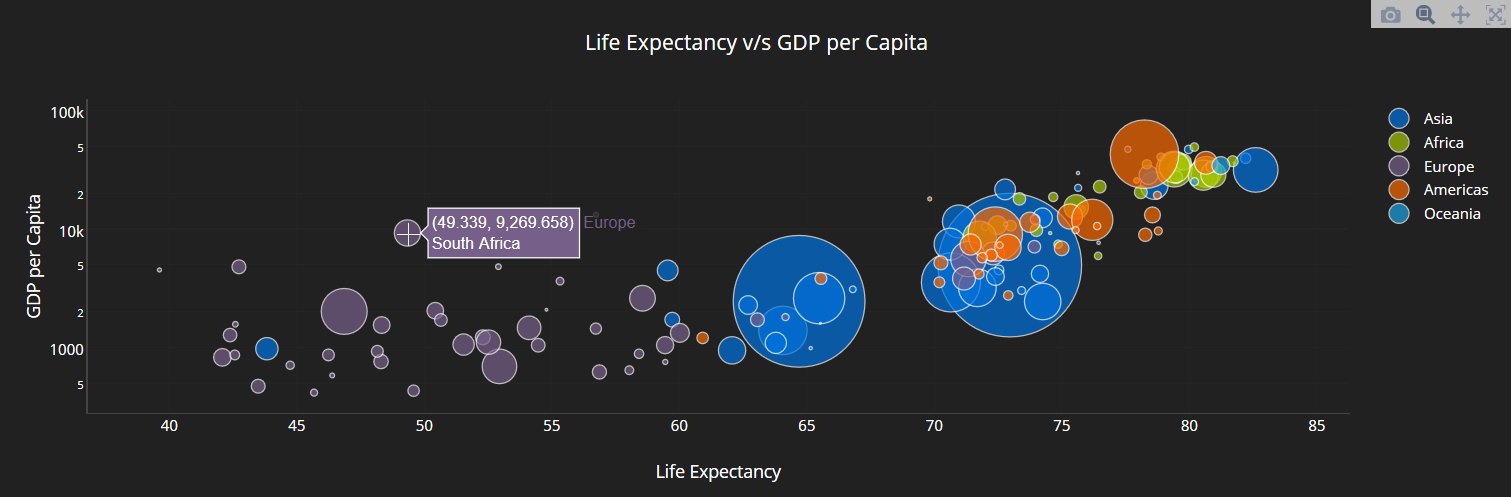 Life Expectancy v/s GDP per Capita
100k
5
2
10k
5
2
1000
5
GDP per Capita
(49.339, 9,269.658)
South Africa
Europe
40 45 50 55 60 65 70 75 80 85
Life Expectancy
Asia
Africa
Europe
Americas
Oceania